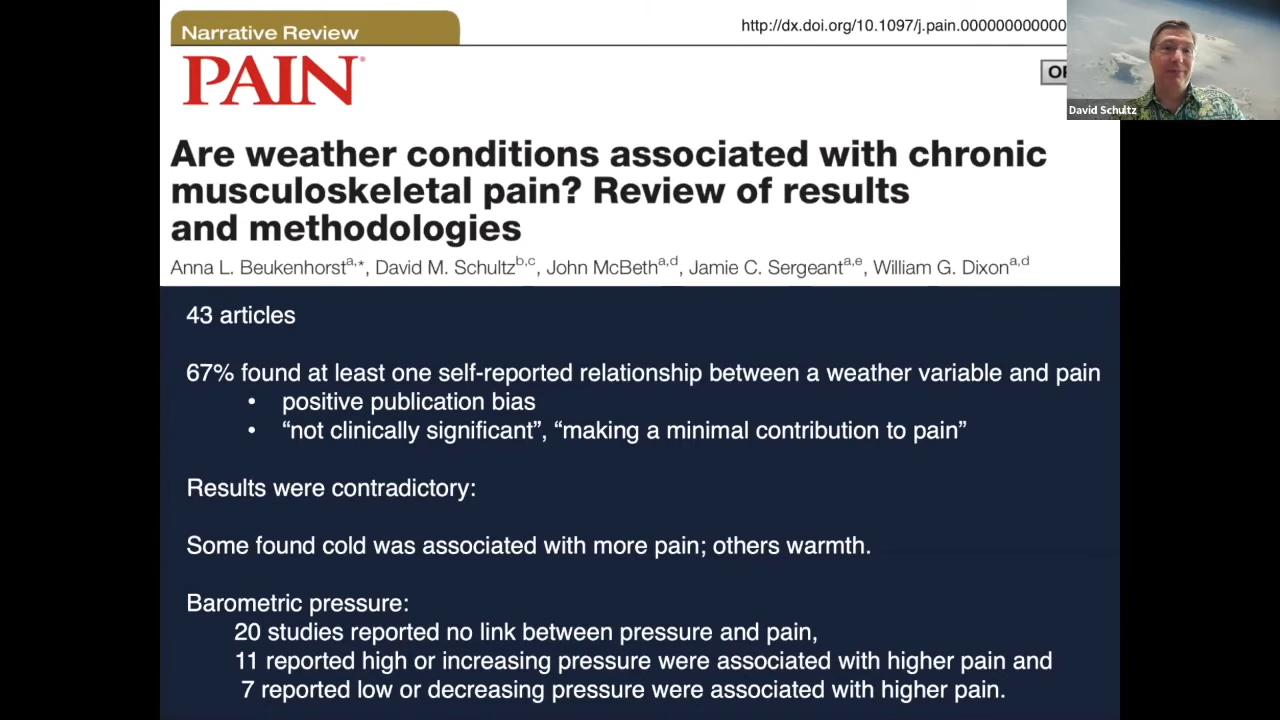 Narrative Review
http://dx.doi.org/10.1097/j.pain.000000000000
PAIN
David Schultz
Are weather conditions associated with chronic
musculoskeletal pain? Review of results
and methodologies
Anna L. Beukenhorsta,*, David M. Schultzb,c, John McBetha,d, Jamie C. Sergeanta,e, William G. Dixona,d
43 articles
67% found at least one self-reported relationship between a weather variable and pain
• positive publication bias
• “not clinically significant”, “making a minimal contribution to pain”
Results were contradictory:
Some found cold was associated with more pain; others warmth.
Barometric pressure:
20 studies reported no link between pressure and pain,
11 reported high or increasing pressure were associated with higher pain and
7 reported low or decreasing pressure were associated with higher pain.